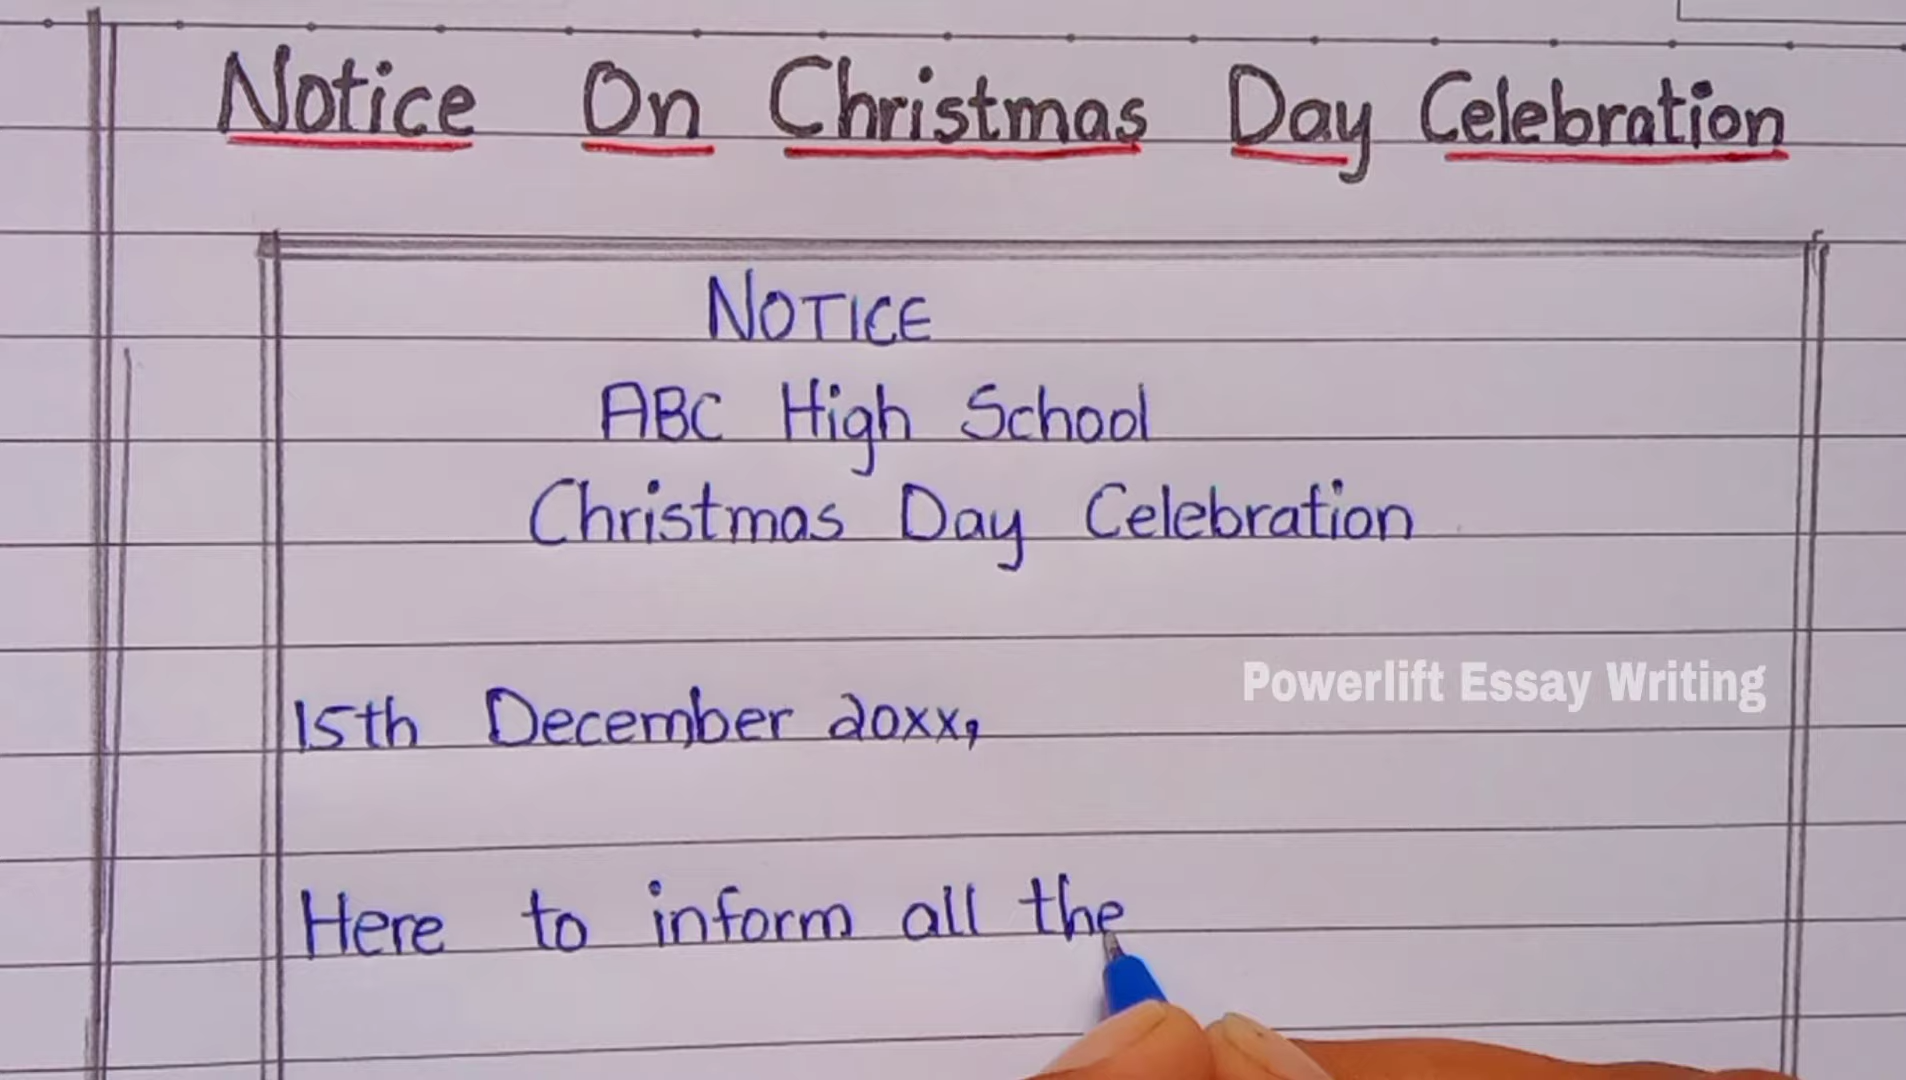 Notice On Christmas Day Celebration
NOTICE
ABC High School
Christmas Day Celebration
Powerlift Essay Writing
15th December 20xx,
Here to inform all the